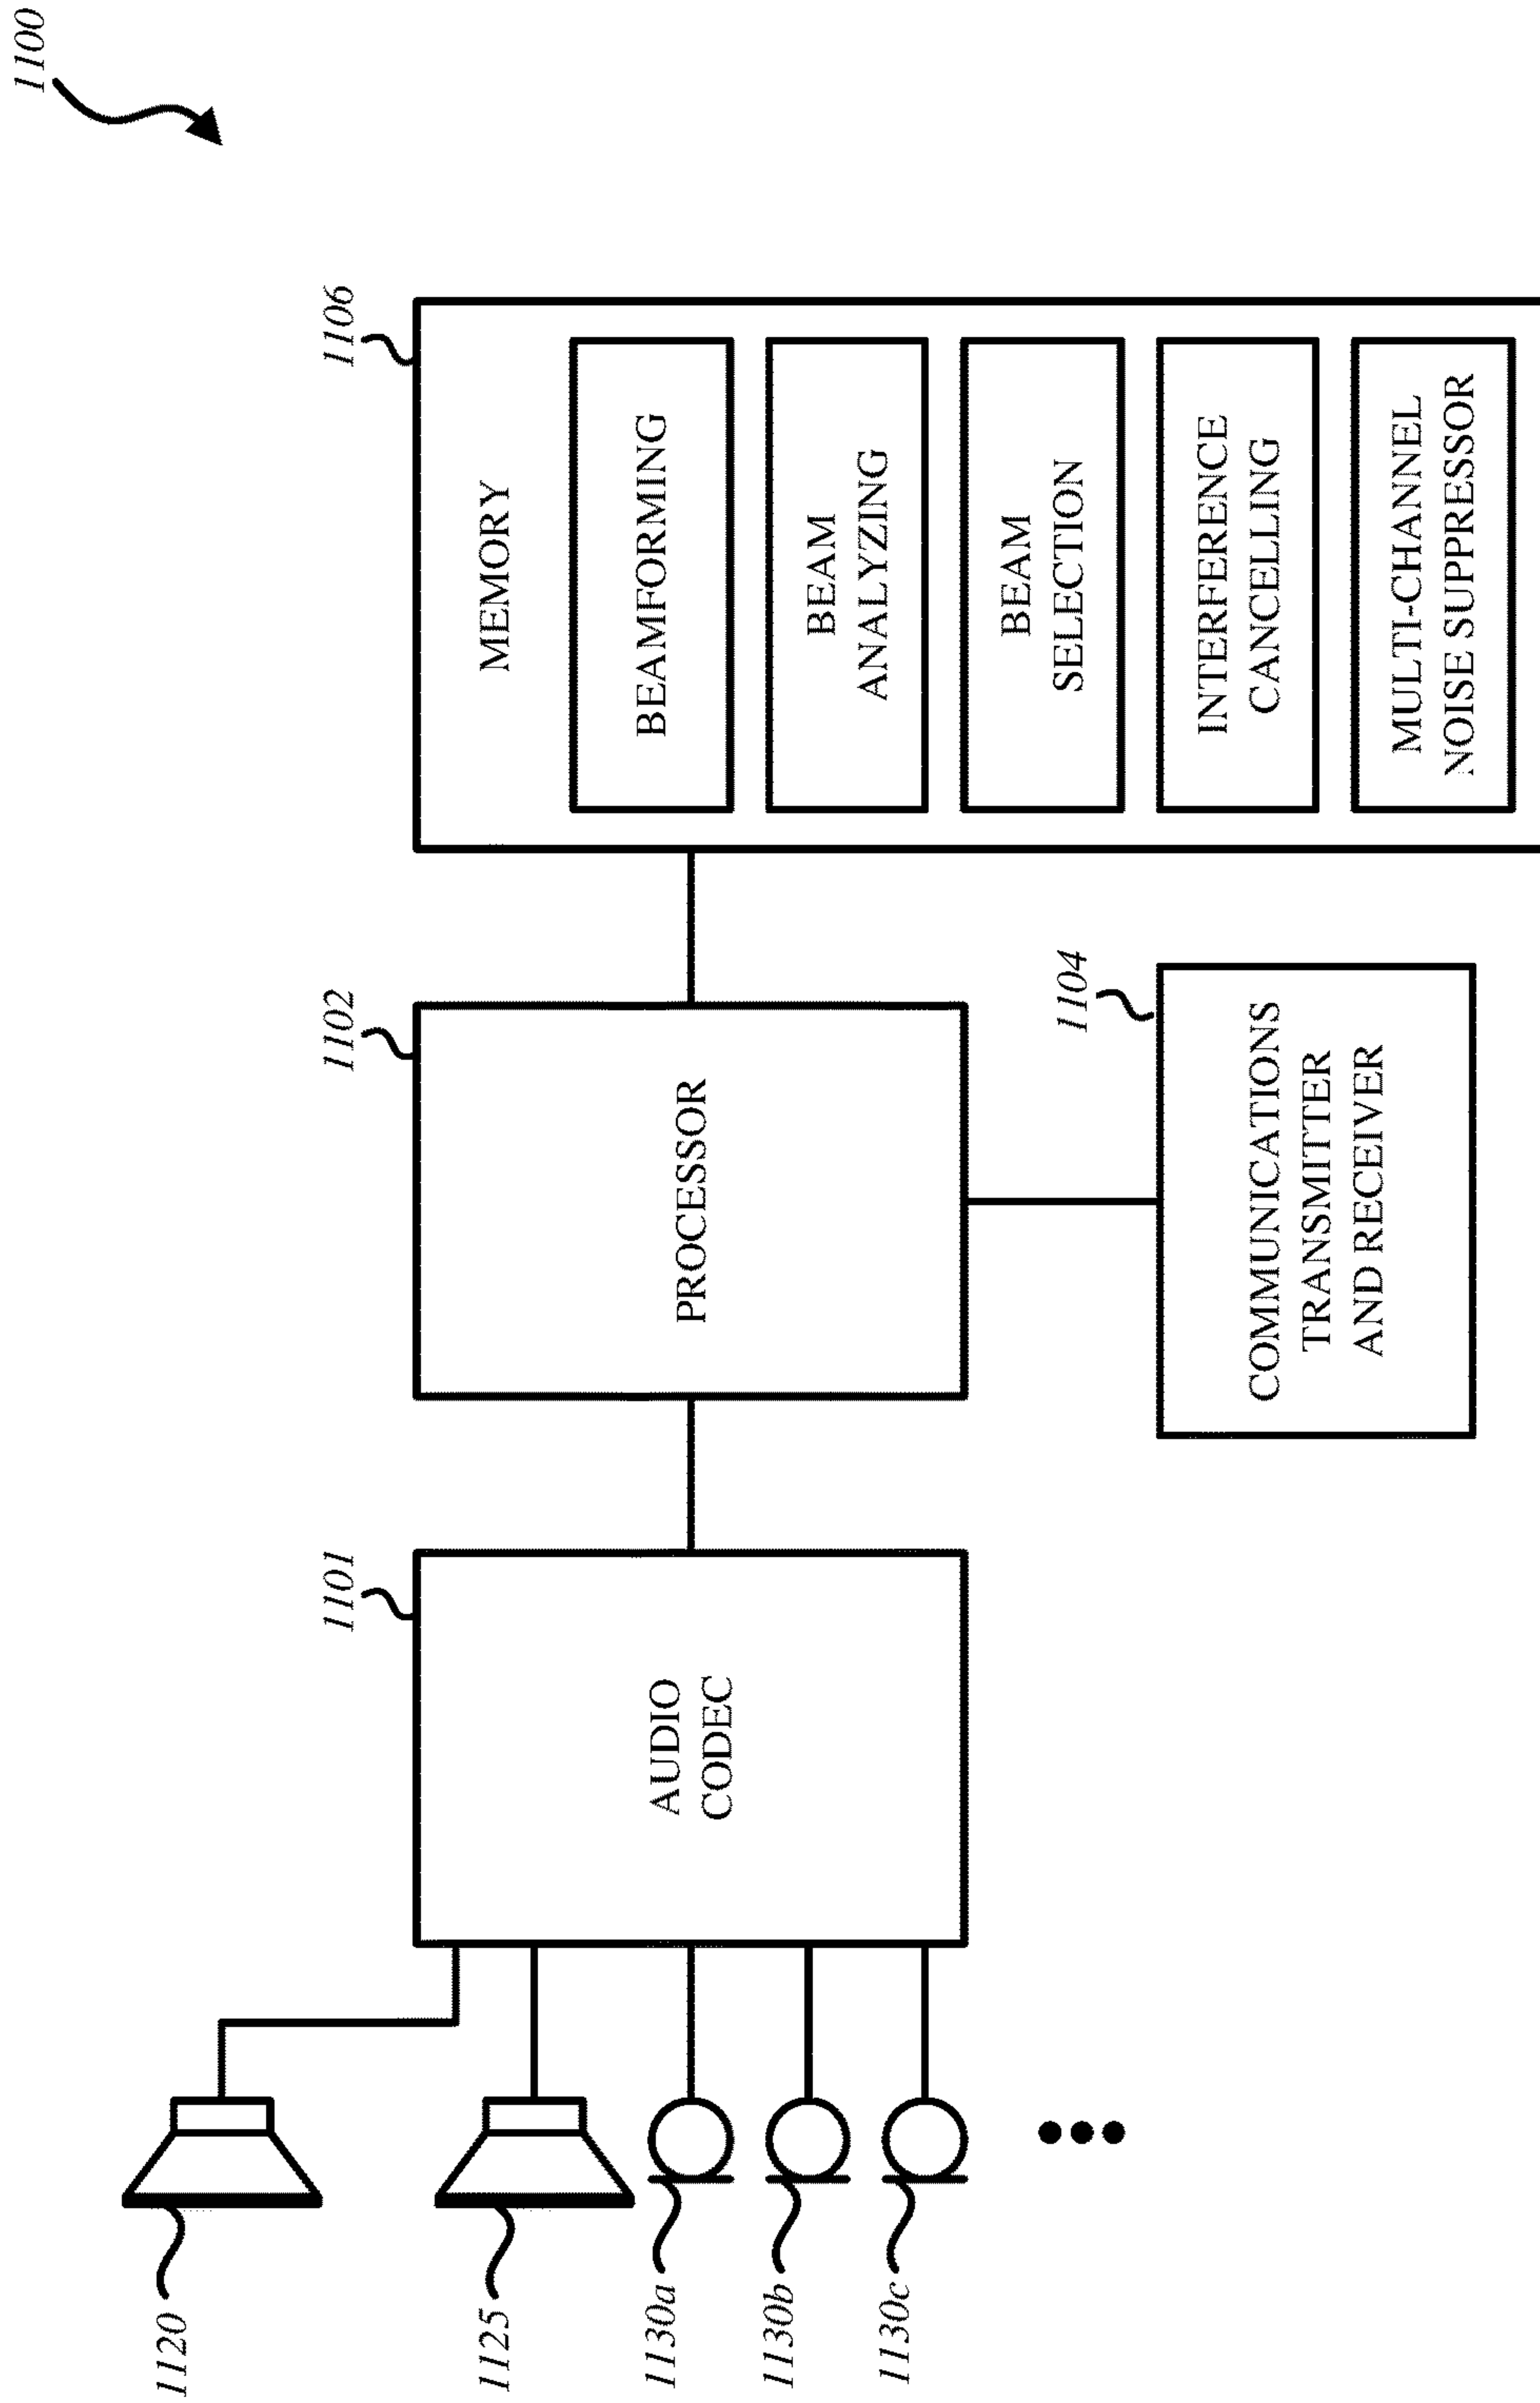 1100
1120
1125
1130a
1130b
1130c
1101
AUDIO
CODEC
1102
PROCESSOR
1104
COMMUNICATIONS
TRANSMITTER
AND RECEIVER
1106
MEMORY
BEAMFORMING
BEAM
ANALYZING
BEAM
SELECTION
INTERFERENCE
CANCELLING
MULTI-CHANNEL
NOISE SUPPRESSOR